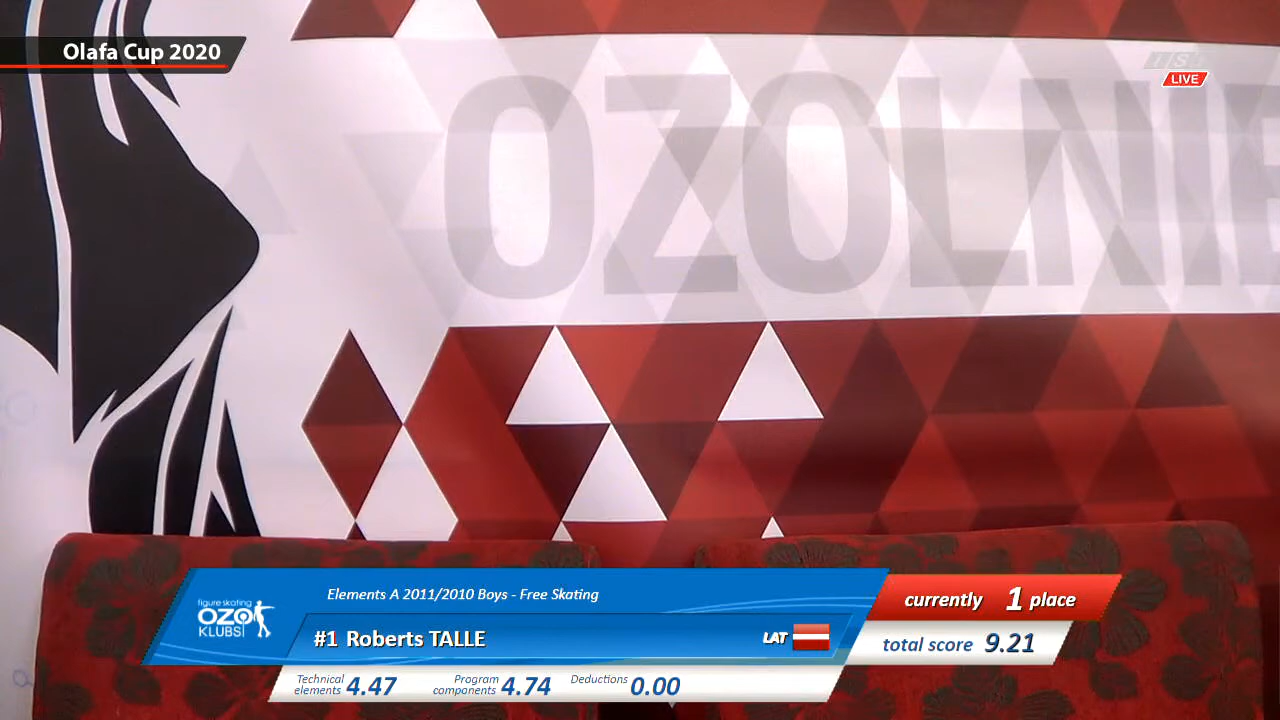 Olafa Cup 2020
LIVE
OZOLNIE
Elements A 2011/2010 Boys - Free Skating
figure skating
OZO
KLUBS!
#1 Roberts TALLE
LAT
currently 1 place
total score 9.21
Technical elements 4.47
Program components 4.74
Deductions 0.00